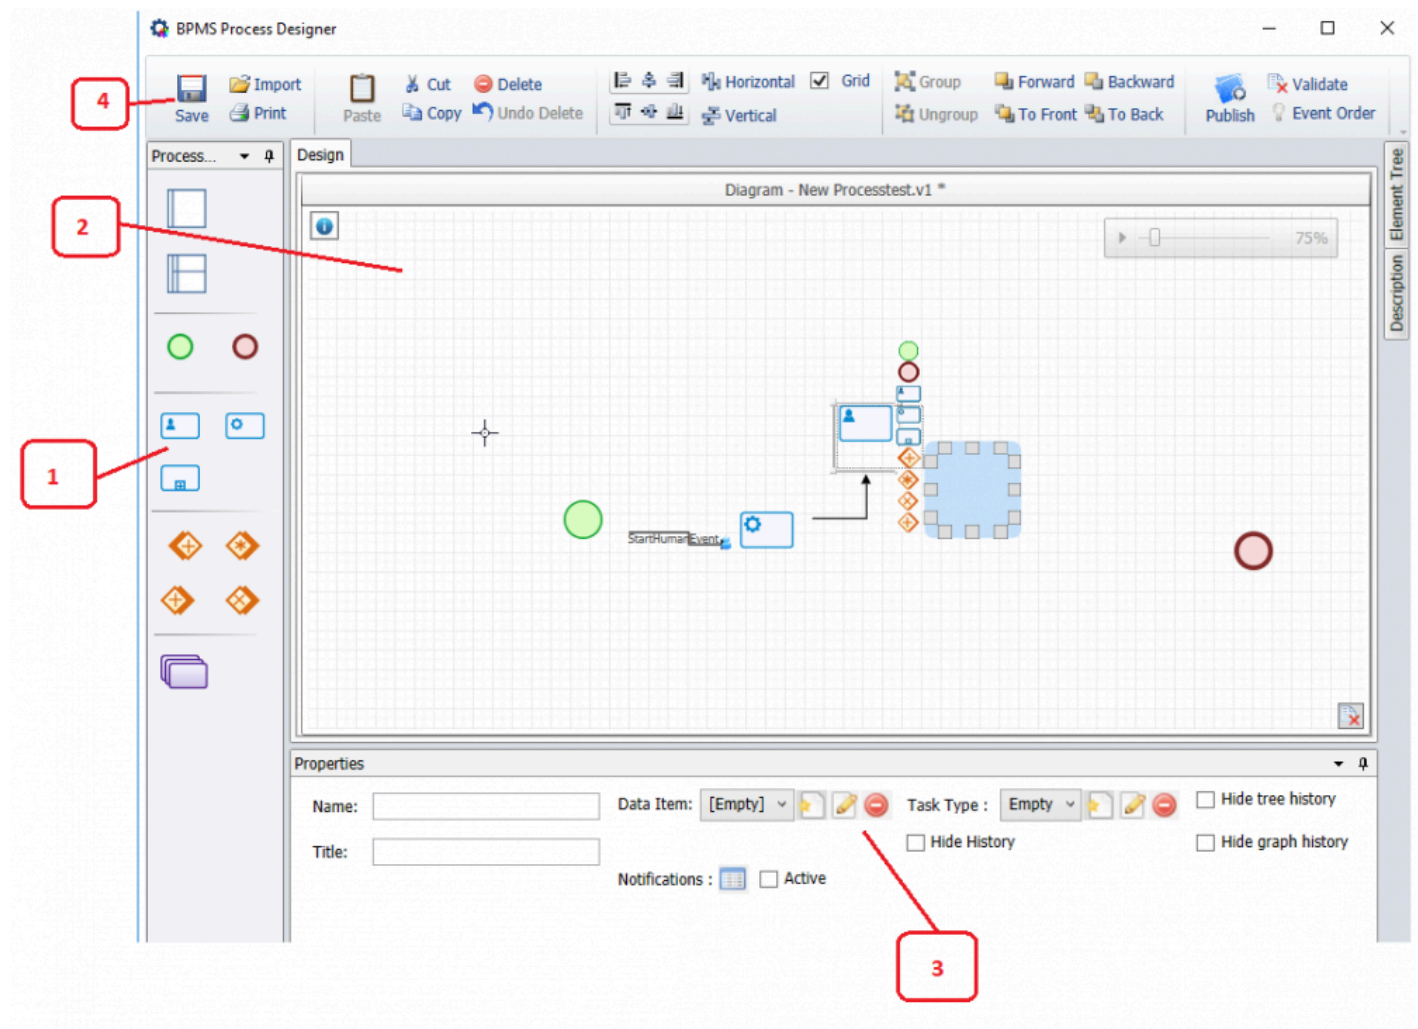 BPMS Process Designer
4
Save
Import
Print
Paste
Cut
Copy
Delete
Undo Delete
Horizontal
Vertical
Grid
Group
Ungroup
Forward
To Front
Backward
To Back
Publish
Validate
Event Order
Process...
Design
Diagram - New Processtest.v1 *
Element Tree
Description
2
75%
1
StartHumanEvent
Properties
Name:
Data Item: [Empty]
Task Type : Empty
Hide tree history
Title:
Hide History
Hide graph history
Notifications :
Active
3